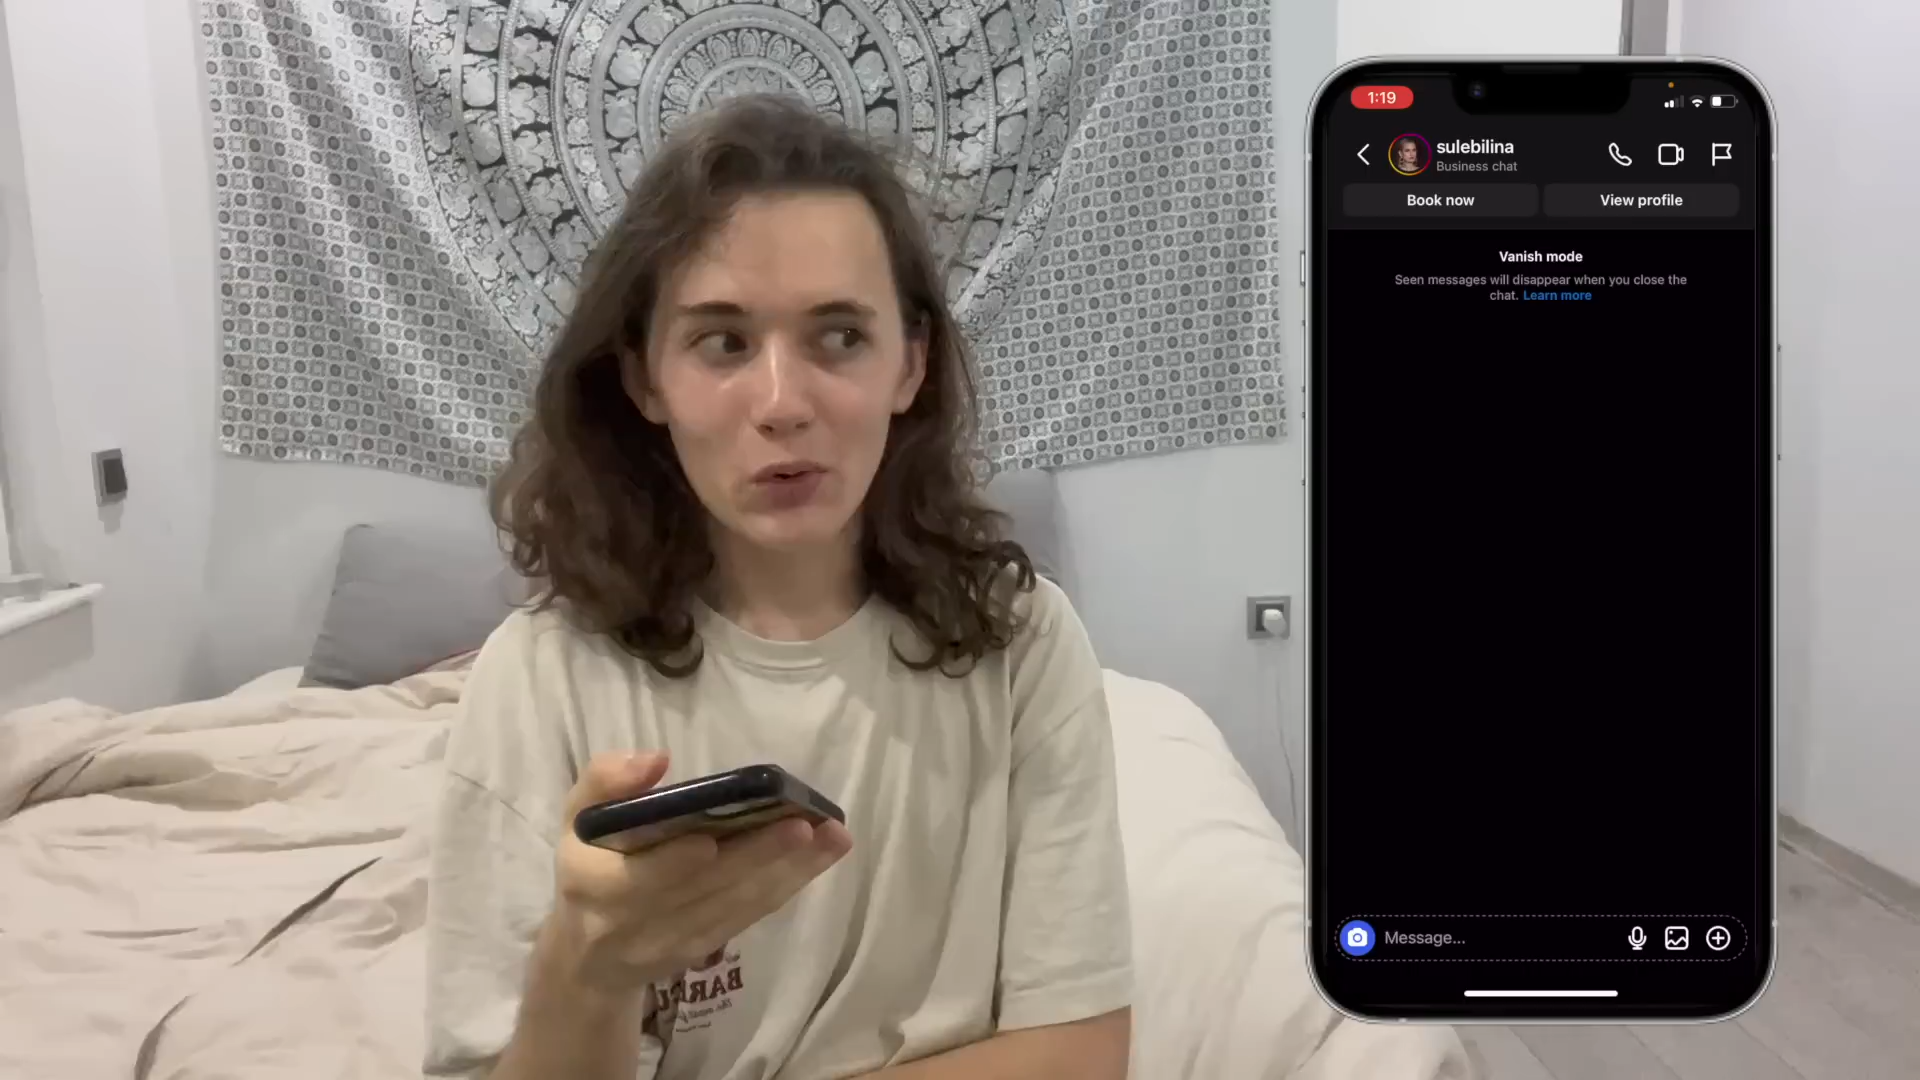 1:19
sulebilina
Business chat
Book now
View profile
Vanish mode
Seen messages will disappear when you close the
chat. Learn more
Message...